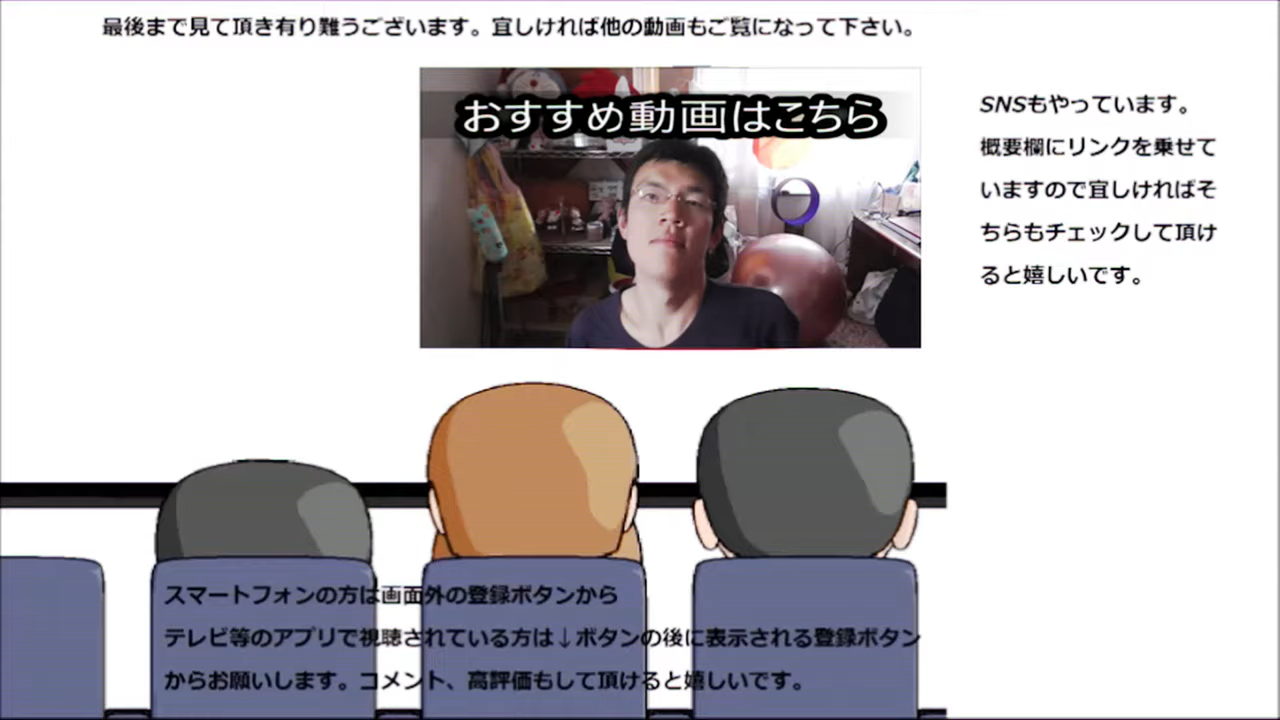 最後まで見て頂き有り難うございます。宜しければ他の動画もご覧になって下さい。
おすすめ動画はこちら
SNSもやっています。
概要欄にリンクを乗せて
いますので宜しければそ
ちらもチェックして頂け
ると嬉しいです。
スマートフォンの方は画面外の登録ボタンから
テレビ等のアプリで視聴されている方は↓ボタンの後に表示される登録ボタン
からお願いします。コメント、高評価もして頂けると嬉しいです。